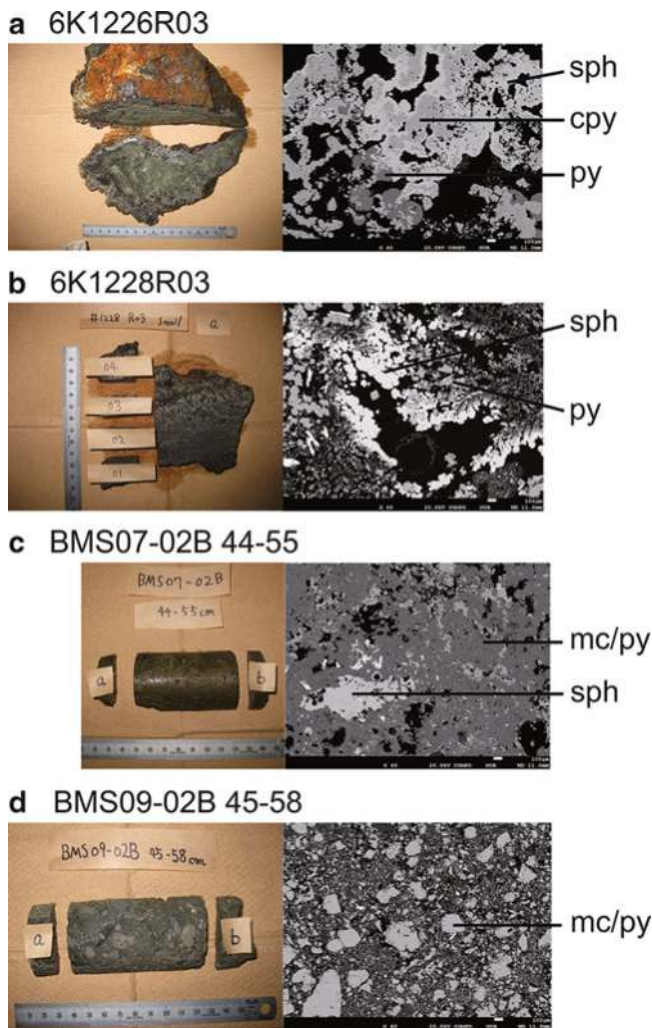 a 6K1226R03
sph
cpy
py
b 6K1228R03
#1228 R03 Small
a
04
03
02
01
sph
py
c BMS07-02B 44-55
BMS07-02B
44-55cm
a
b
mc/py
sph
d BMS09-02B 45-58
BMS09-02B 45-58cm
a
b
mc/py